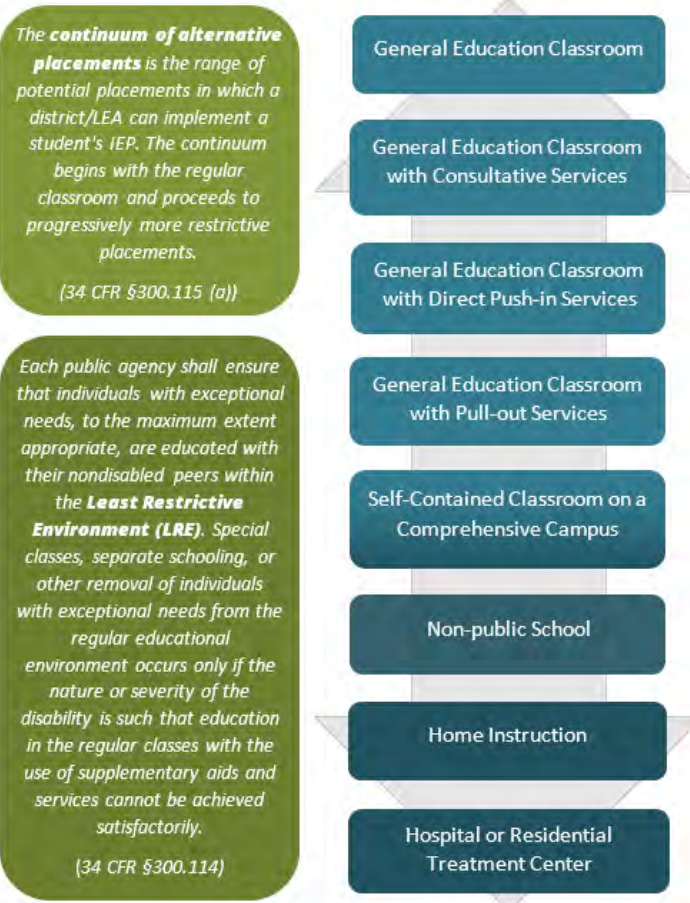 The continuum of alternative
placements is the range of
potential placements in which a
district/LEA can implement a
student's IEP. The continuum
begins with the regular
classroom and proceeds to
progressively more restrictive
placements.
(34 CFR §300.115 (a))
Each public agency shall ensure
that individuals with exceptional
needs, to the maximum extent
appropriate, are educated with
their nondisabled peers within
the Least Restrictive
Environment (LRE). Special
classes, separate schooling, or
other removal of individuals
with exceptional needs from the
regular educational
environment occurs only if the
nature or severity of the
disability is such that education
in the regular classes with the
use of supplementary aids and
services cannot be achieved
satisfactorily.
(34 CFR §300.114)
General Education Classroom
General Education Classroom
with Consultative Services
General Education Classroom
with Direct Push-in Services
General Education Classroom
with Pull-out Services
Self-Contained Classroom on a
Comprehensive Campus
Non-public School
Home Instruction
Hospital or Residential
Treatment Center